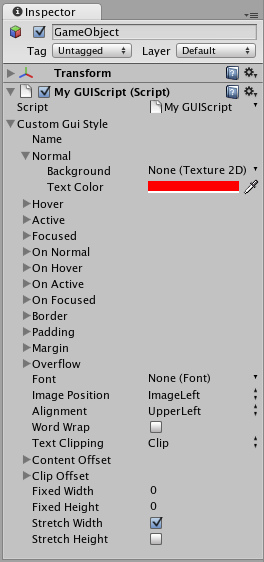 Inspector
GameObject
Tag Untagged Layer Default
Transform
My GUIScript (Script)
Script My GUIScript
Custom Gui Style
Name
Normal
Background None (Texture 2D)
Text Color
Hover
Active
Focused
On Normal
On Hover
On Active
On Focused
Border
Padding
Margin
Overflow
Font None (Font)
Image Position ImageLeft
Alignment UpperLeft
Word Wrap
Text Clipping Clip
Content Offset
Clip Offset
Fixed Width 0
Fixed Height 0
Stretch Width
Stretch Height